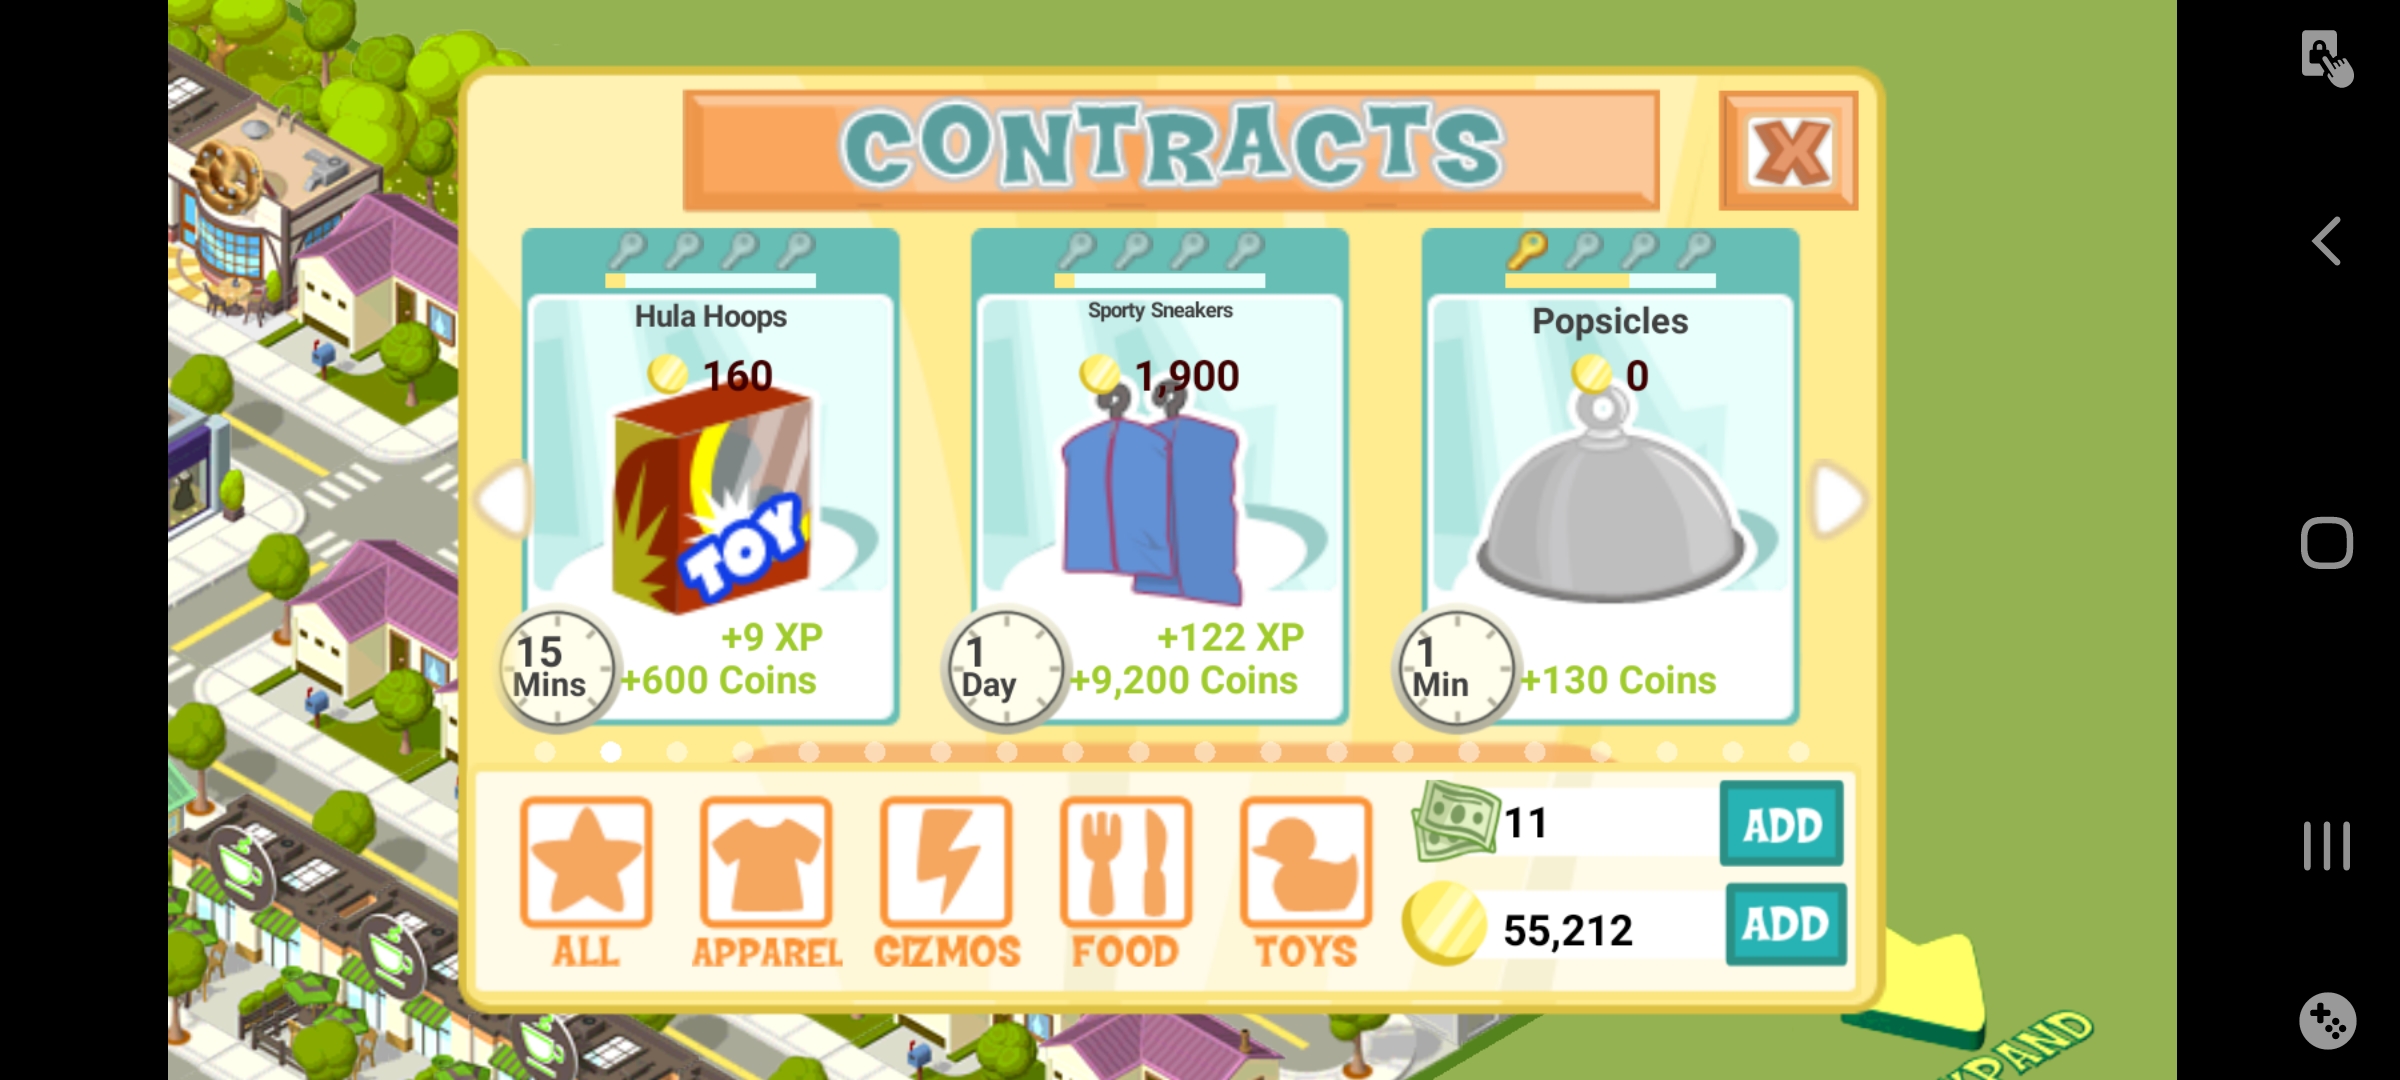 CONTRACTS
X
Hula Hoops
160
TOY
15
Mins
+9 XP
+600 Coins
Sporty Sneakers
1,900
1
Day
+122 XP
+9,200 Coins
Popsicles
0
1
Min
+130 Coins
ALL
APPAREL
GIZMOS
FOOD
TOYS
11
ADD
55,212
ADD